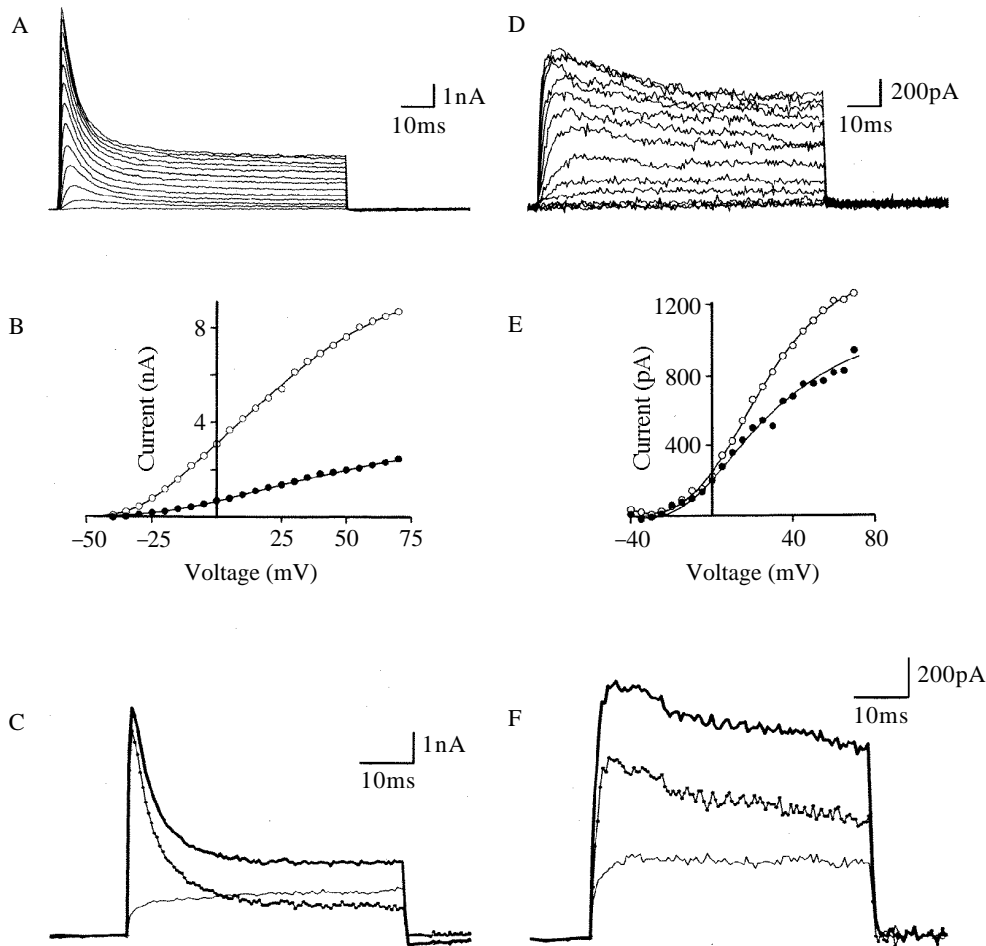 A
1nA
10ms
D
200pA
10ms
B
Current (nA)
8
4
−50
−25
25
50
75
Voltage (mV)
E
Current (pA)
1200
800
400
−40
40
80
Voltage (mV)
C
1nA
10ms
F
200pA
10ms